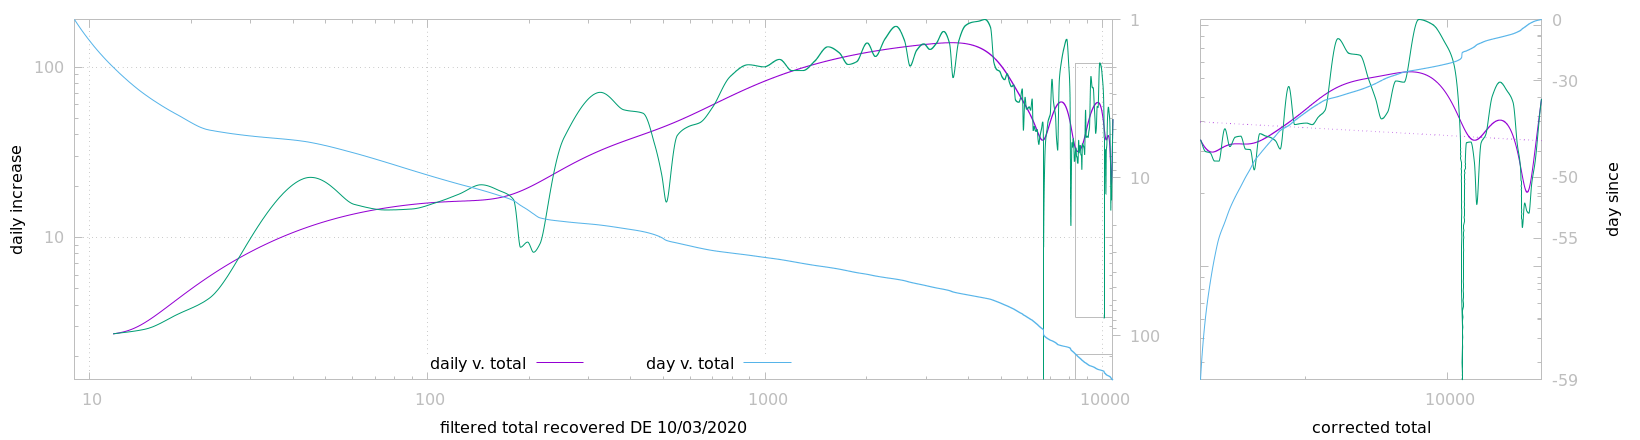 100
10
daily increase
10
100
1000
10000
1
10
100
daily v. total
day v. total
filtered total recovered DE 10/03/2020
0
-30
-50
-55
-59
day since
10000
corrected total